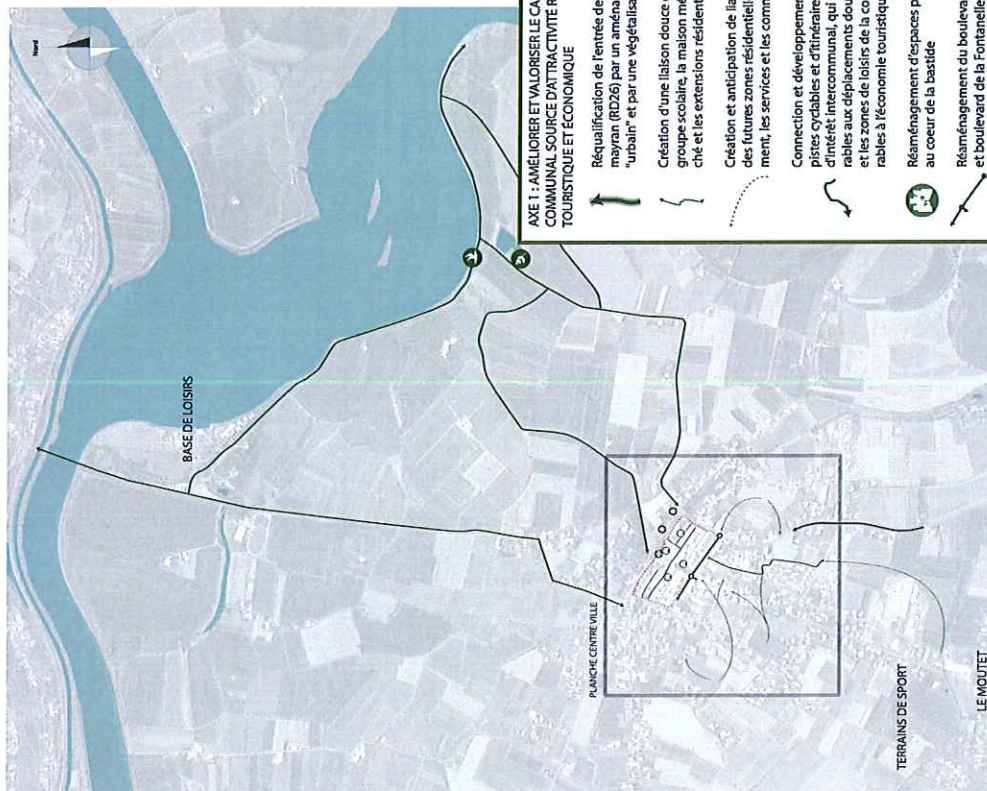 Nord
BASE DE LOISIRS
PLANCHE CENTRE VILLE
TERRAINS DE SPORT
LE MOUTET
AXE 1 : AMÉLIORER ET VALORISER LE CA
COMMUNAL SOURCE D'ATTRACTIVITÉ R
TOURISTIQUE ET ÉCONOMIQUE
Réqualification de l'entrée de
mayran (RD26) par un aména
"urbain" et par une végétalisa
Création d'une liaison douce
groupe scolaire, la maison mé
ché et les extensions résident
Création et anticipation de lia
des futures zones résidentiell
ment, les services et les comm
Connection et développemen
pistes cyclables et d'itinéraire
d'intérêt intercommunal, qui
rables aux déplacements dou
et les zones de loisirs de la co
rables à l'économie touristiqu
Réaménagement d'espaces p
au coeur de la bastide
Réaménagement du bouleva
et boulevard de la Fontanelle